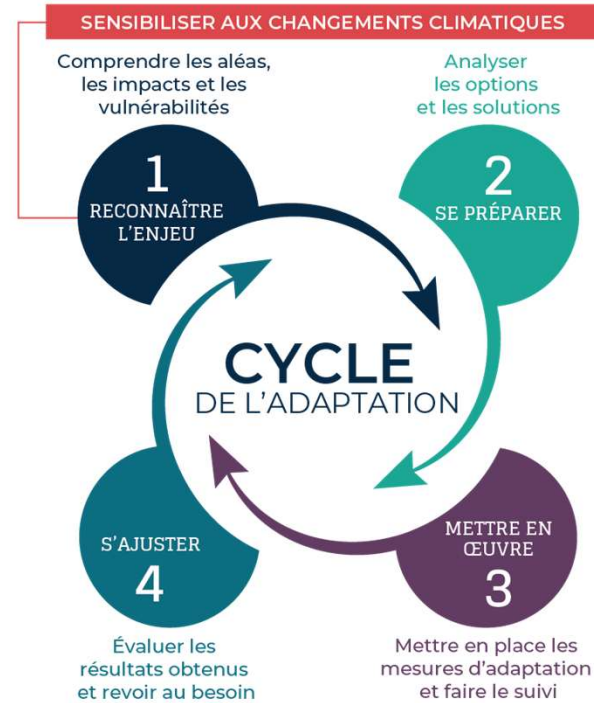 SENSIBILISER AUX CHANGEMENTS CLIMATIQUES
Comprendre les aléas,
les impacts et les
vulnérabilités
1
RECONNAÎTRE
L'ENJEU
Analyser
les options
et les solutions
2
SE PRÉPARER
CYCLE
DE L'ADAPTATION
METTRE EN
ŒUVRE
3
Mettre en place les
mesures d'adaptation
et faire le suivi
S'AJUSTER
4
Évaluer les
résultats obtenus
et revoir au besoin